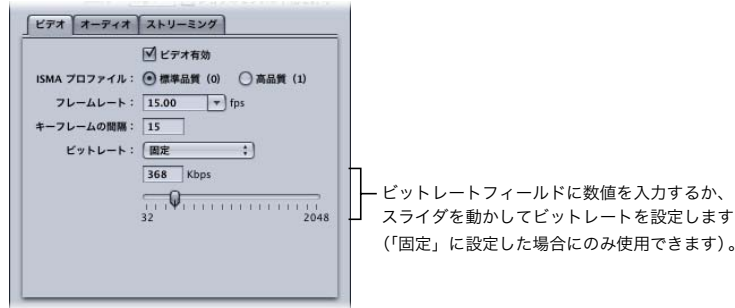 ビデオ オーディオ ストリーミング
ビデオ有効
ISMA プロファイル： 標準品質（0） 高品質（1）
フレームレート： 15.00 fps
キーフレームの間隔： 15
ビットレート： 固定
368 Kbps
32 2048
ビットレートフィールドに数値を入力するか、
スライダを動かしてビットレートを設定します
（「固定」に設定した場合にのみ使用できます）。